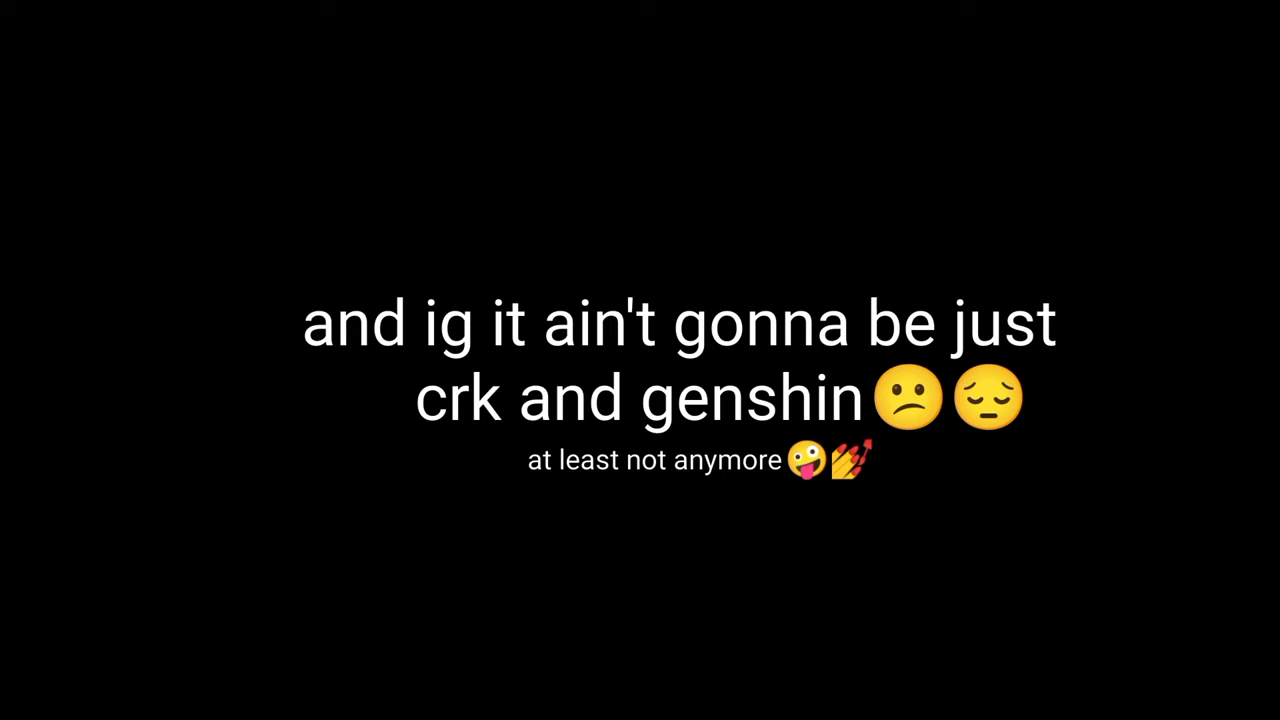 and ig it ain't gonna be just
crk and genshin😕😔
at least not anymore🤪💅